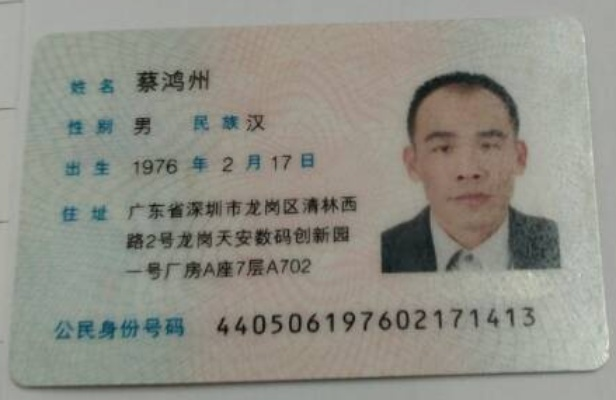 姓名 蔡鸿州
性别 男 民族 汉
出生 1976 年 2 月 17 日
住址 广东省深圳市龙岗区清林西
路2号龙岗天安数码创新园
一号厂房A座7层A702
公民身份号码 440506197602171413